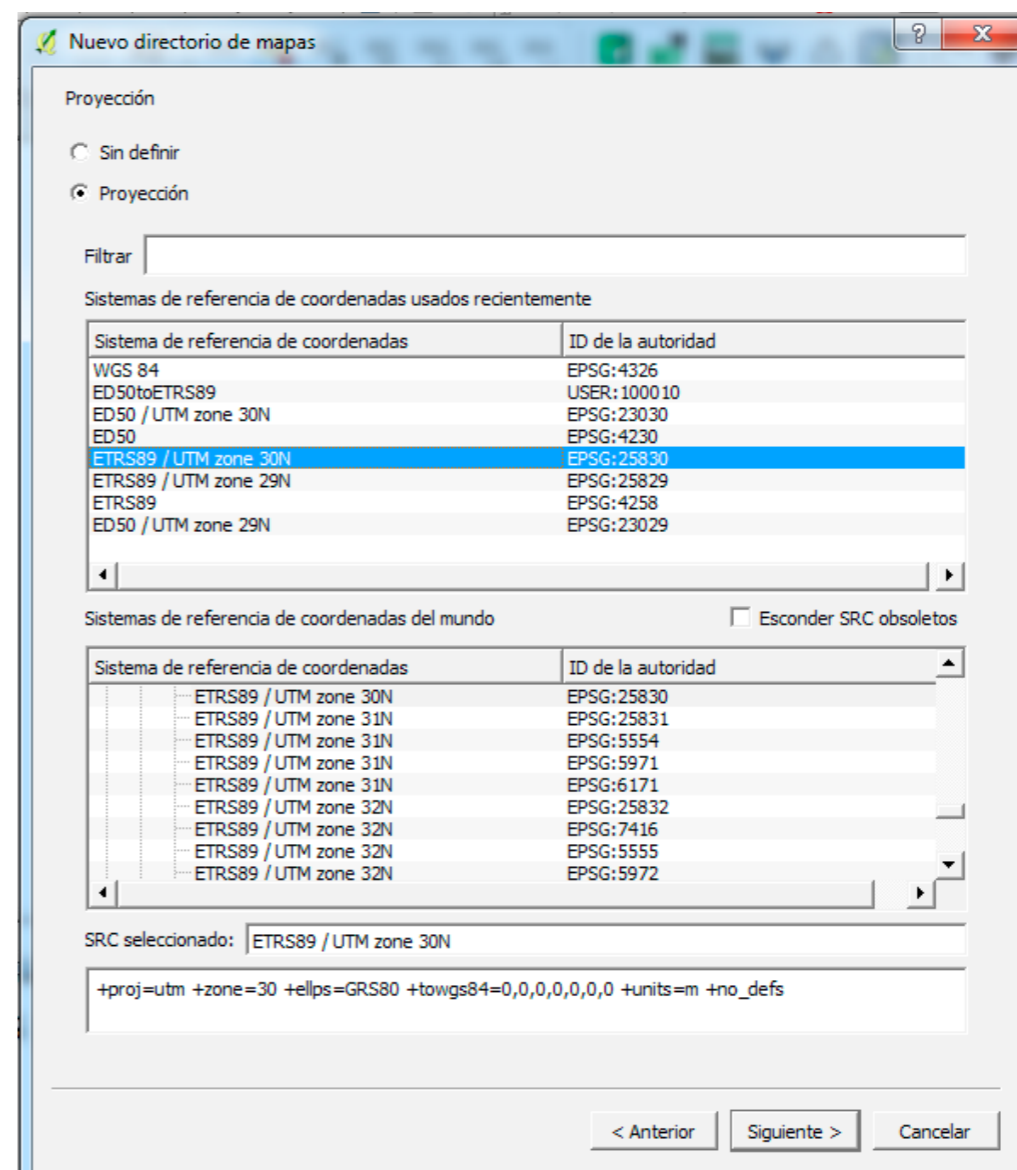 Nuevo directorio de mapas
Proyección
Sin definir
Proyección
Filtrar
Sistemas de referencia de coordenadas usados recientemente
Sistema de referencia de coordenadas ID de la autoridad
WGS 84 EPSG:4326
ED50toETRS89 USER:100010
ED50 / UTM zone 30N EPSG:23030
ED50 EPSG:4230
ETRS89 / UTM zone 30N EPSG:25830
ETRS89 / UTM zone 29N EPSG:25829
ETRS89 EPSG:4258
ED50 / UTM zone 29N EPSG:23029
Sistemas de referencia de coordenadas del mundo Esconder SRC obsoletos
Sistema de referencia de coordenadas ID de la autoridad
ETRS89 / UTM zone 30N EPSG:25830
ETRS89 / UTM zone 31N EPSG:25831
ETRS89 / UTM zone 31N EPSG:5554
ETRS89 / UTM zone 31N EPSG:5971
ETRS89 / UTM zone 31N EPSG:6171
ETRS89 / UTM zone 32N EPSG:25832
ETRS89 / UTM zone 32N EPSG:7416
ETRS89 / UTM zone 32N EPSG:5555
ETRS89 / UTM zone 32N EPSG:5972
SRC seleccionado: ETRS89 / UTM zone 30N
+proj=utm +zone=30 +ellps=GRS80 +towgs84=0,0,0,0,0,0,0 +units=m +no_defs
< Anterior Siguiente > Cancelar